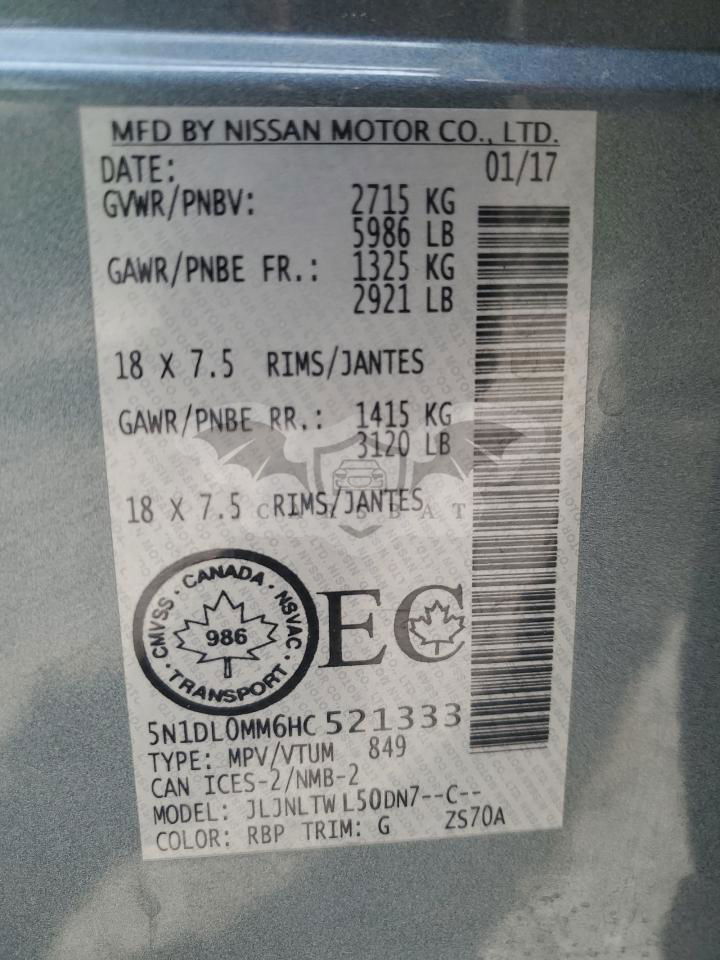 MFD BY NISSAN MOTOR CO., LTD.
DATE: 01/17
GVWR/PNBV: 2715 KG
5986 LB
GAWR/PNBE FR.: 1325 KG
2921 LB
18 X 7.5 RIMS/JANTES
GAWR/PNBE RR.: 1415 KG
3120 LB
18 X 7.5 RIMS/JANTES
CARSBAT
CMVSS · CANADA · NSVAC · TRANSPORT ·
986
EC
5N1DL0MM6HC521333
TYPE: MPV/VTUM 849
CAN ICES-2/NMB-2
MODEL: JLJNLTWL50DN7--C--
COLOR: RBP TRIM: G ZS70A